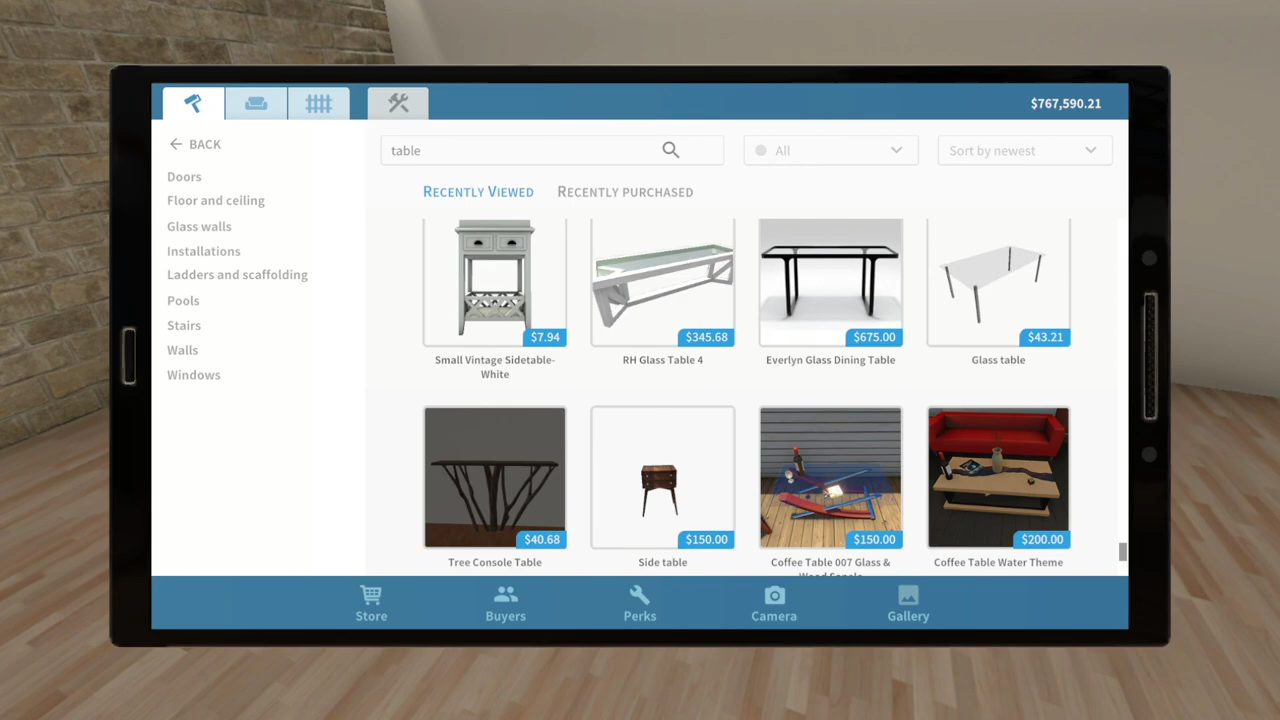 $767,590.21
BACK
Doors
Floor and ceiling
Glass walls
Installations
Ladders and scaffolding
Pools
Stairs
Walls
Windows
table
All
Sort by newest
RECENTLY VIEWED
RECENTLY PURCHASED
$7.94
$345.68
$675.00
$43.21
Small Vintage Sidetable-
White
RH Glass Table 4
Everlyn Glass Dining Table
Glass table
$40.68
$150.00
$150.00
$200.00
Tree Console Table
Side table
Coffee Table 007 Glass &
Coffee Table Water Theme
Store
Buyers
Perks
Camera
Gallery